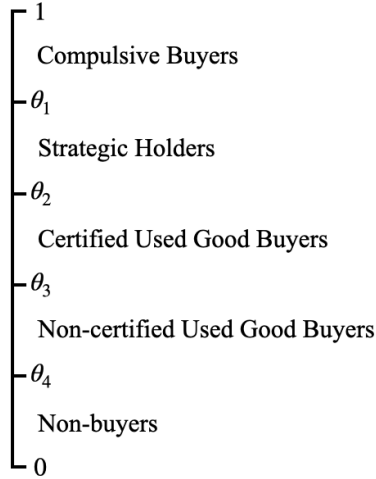 1
Compulsive Buyers
θ1
Strategic Holders
θ2
Certified Used Good Buyers
θ3
Non-certified Used Good Buyers
θ4
Non-buyers
0